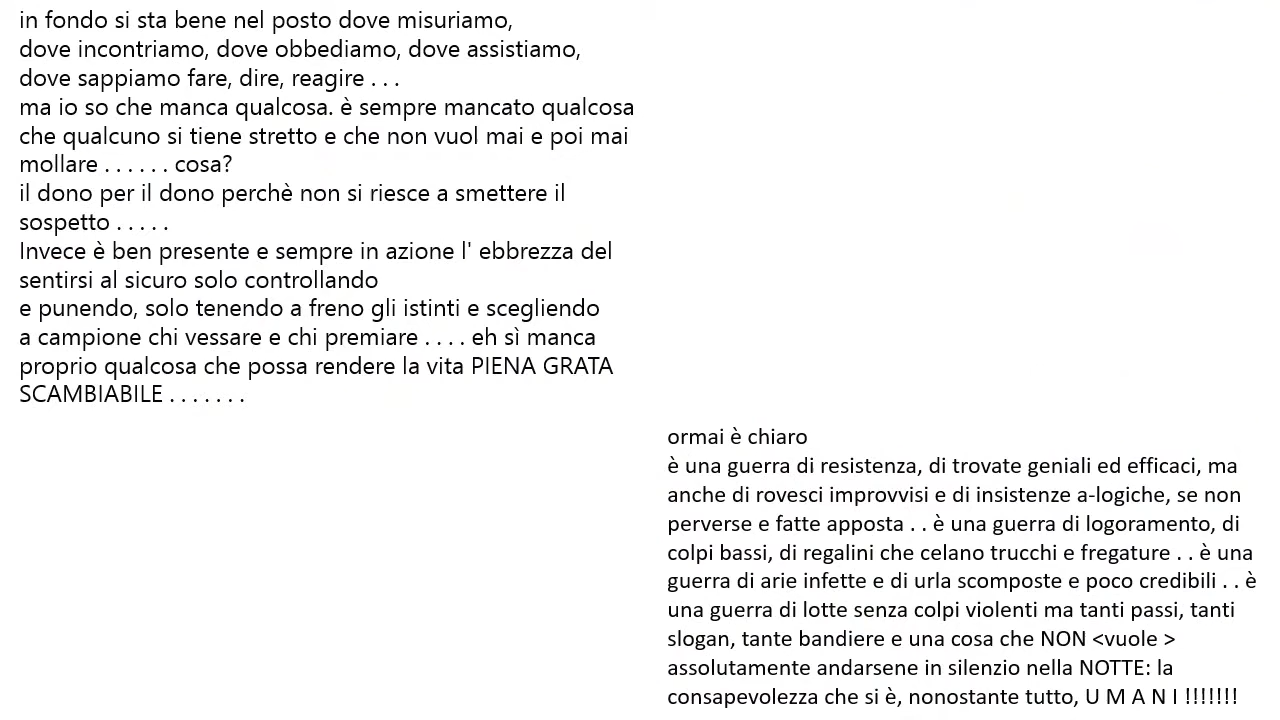 in fondo si sta bene nel posto dove misuriamo,
dove incontriamo, dove obbediamo, dove assistiamo,
dove sappiamo fare, dire, reagire . . .
ma io so che manca qualcosa. è sempre mancato qualcosa
che qualcuno si tiene stretto e che non vuol mai e poi mai
mollare . . . . . . cosa?
il dono per il dono perchè non si riesce a smettere il
sospetto . . . . .
Invece è ben presente e sempre in azione l' ebbrezza del
sentirsi al sicuro solo controllando
e punendo, solo tenendo a freno gli istinti e scegliendo
a campione chi vessare e chi premiare . . . . eh sì manca
proprio qualcosa che possa rendere la vita PIENA GRATA
SCAMBIABILE . . . . . . .
ormai è chiaro
è una guerra di resistenza, di trovate geniali ed efficaci, ma
anche di rovesci improvvisi e di insistenze a-logiche, se non
perverse e fatte apposta . . è una guerra di logoramento, di
colpi bassi, di regalini che celano trucchi e fregature . . è una
guerra di arie infette e di urla scomposte e poco credibili . . è
una guerra di lotte senza colpi violenti ma tanti passi, tanti
slogan, tante bandiere e una cosa che NON <vuole >
assolutamente andarsene in silenzio nella NOTTE: la
consapevolezza che si è, nonostante tutto, U M A N I !!!!!!!